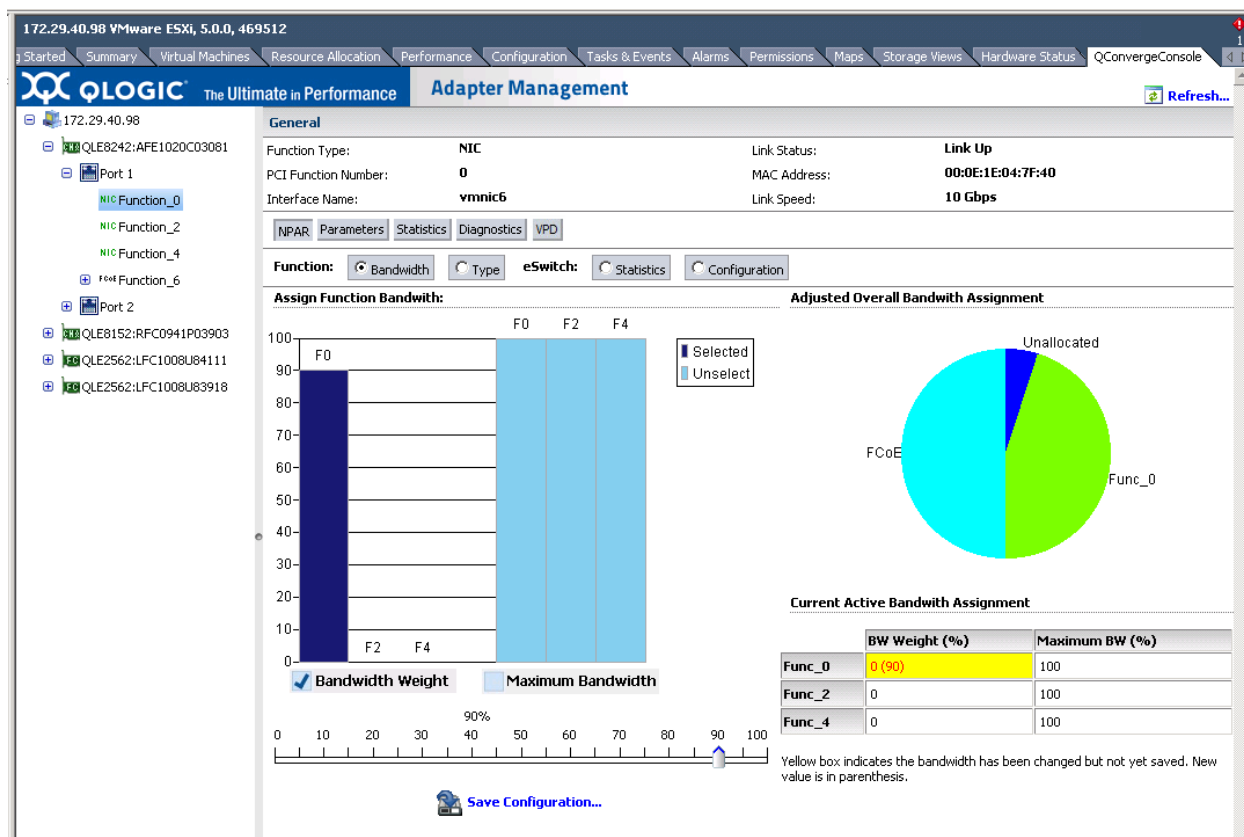 172.29.40.98 VMware ESXi, 5.0.0, 469512
g Started Summary Virtual Machines Resource Allocation Performance Configuration Tasks & Events Alarms Permissions Maps Storage Views Hardware Status QConvergeConsole
QLOGIC The Ultimate in Performance Adapter Management
Refresh...
172.29.40.98
QLE8242:AFE1020C03081
Port 1
NIC Function_0
NIC Function_2
NIC Function_4
FCoE Function_6
Port 2
QLE8152:RFC0941P03903
QLE2562:LFC1008U84111
QLE2562:LFC1008U83918
General
Function Type: NIC Link Status: Link Up
PCI Function Number: 0 MAC Address: 00:0E:1E:04:7F:40
Interface Name: vmnic6 Link Speed: 10 Gbps
NPAR Parameters Statistics Diagnostics VPD
Function: Bandwidth Type eSwitch: Statistics Configuration
Assign Function Bandwith:
F0 F2 F4
100
F0
90
80
70
60
50
40
30
20
10
F2 F4
0
Selected
Unselect
Bandwidth Weight Maximum Bandwidth
90%
0 10 20 30 40 50 60 70 80 90 100
Save Configuration...
Adjusted Overall Bandwith Assignment
Unallocated
FCoE
Func_0
Current Active Bandwith Assignment
BW Weight (%) Maximum BW (%)
Func_0 0 (90) 100
Func_2 0 100
Func_4 0 100
Yellow box indicates the bandwidth has been changed but not yet saved. New
value is in parenthesis.